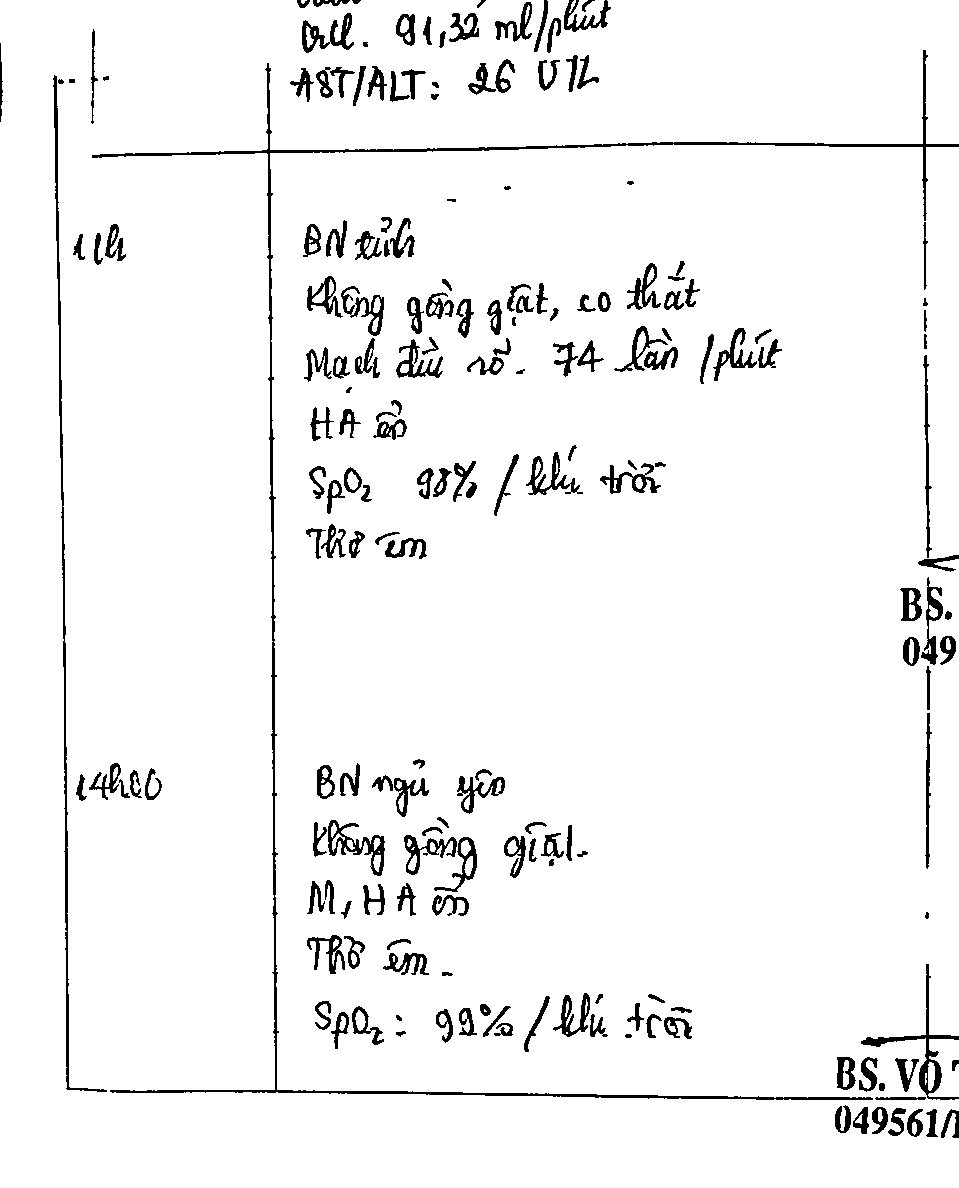 CrCl. 91,32 ml/phút
AST/ALT: 26 U/L
11h
BN tỉnh
Không gồng giật, co thắt
Mạch đều rõ. 74 lần/phút
HA ổn
SpO2 98% / khí trời
Thở êm
BS.
049
14h00
BN ngủ yên
Không gồng giật.
M, HA ổn
Thở êm.
SpO2: 99% / khí trời
BS. VÕ
049561/